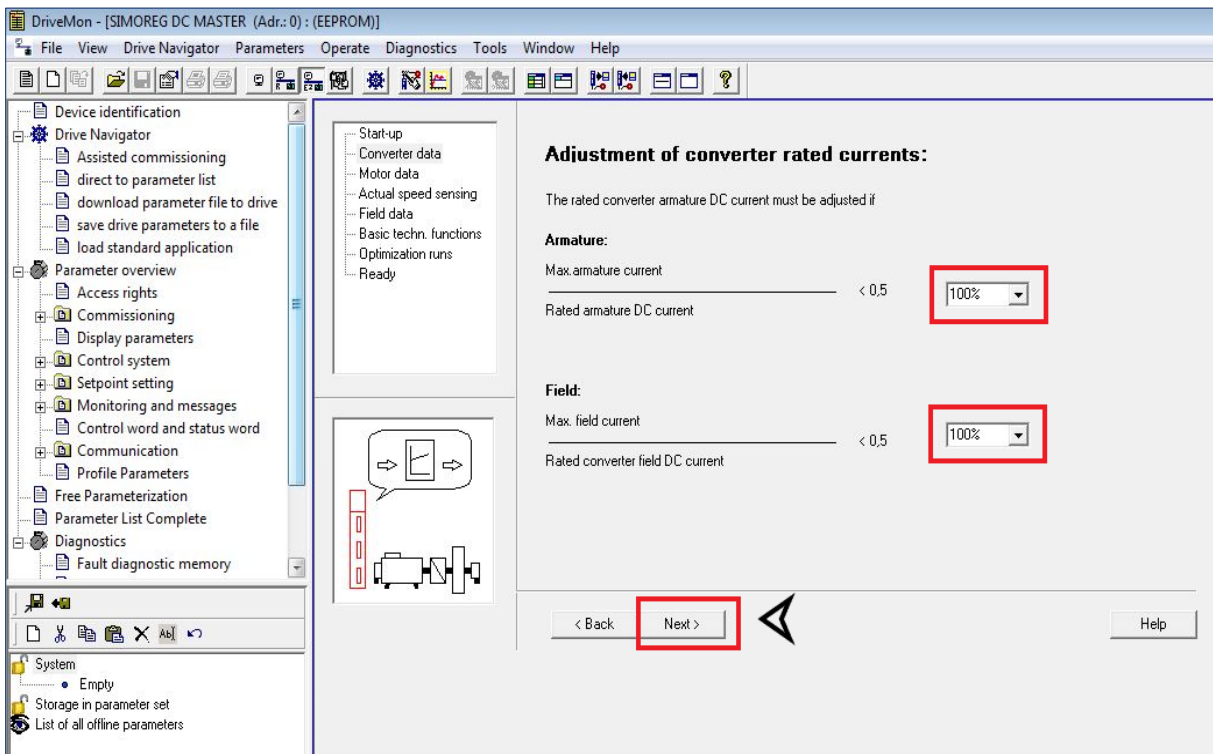 DriveMon - [SIMOREG DC MASTER (Adr.: 0) : (EEPROM)]
File View Drive Navigator Parameters Operate Diagnostics Tools Window Help
Device identification
Drive Navigator
Assisted commissioning
direct to parameter list
download parameter file to drive
save drive parameters to a file
load standard application
Parameter overview
Access rights
Commissioning
Display parameters
Control system
Setpoint setting
Monitoring and messages
Control word and status word
Communication
Profile Parameters
Free Parameterization
Parameter List Complete
Diagnostics
Fault diagnostic memory
System
Empty
Storage in parameter set
List of all offline parameters
Start-up
Converter data
Motor data
Actual speed sensing
Field data
Basic techn. functions
Optimization runs
Ready
Adjustment of converter rated currents:
The rated converter armature DC current must be adjusted if
Armature:
Max.armature current
< 0,5 100%
Rated armature DC current
Field:
Max. field current
< 0,5 100%
Rated converter field DC current
< Back Next > Help